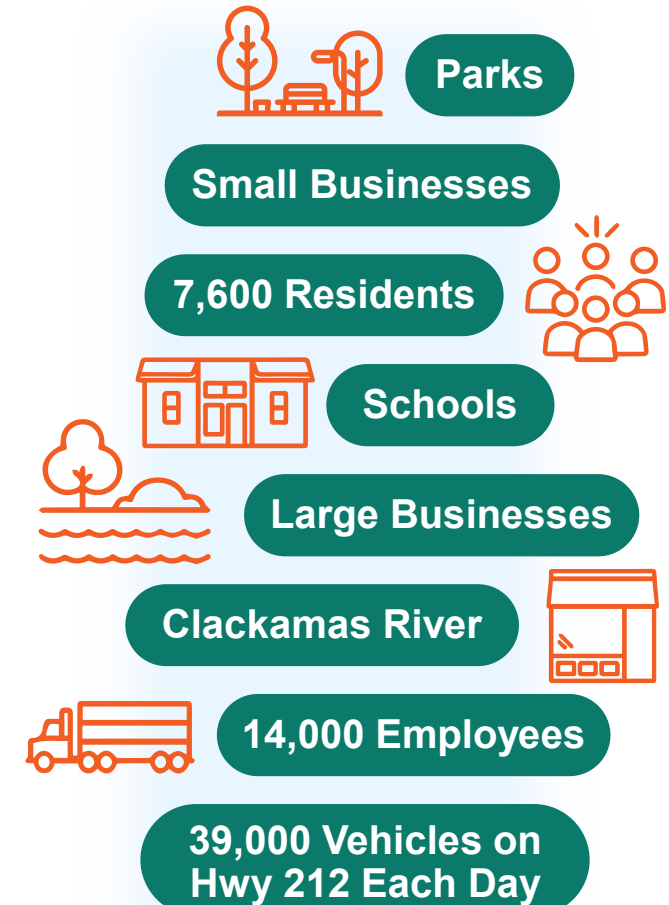 Parks
Small Businesses
7,600 Residents
Schools
Large Businesses
Clackamas River
14,000 Employees
39,000 Vehicles on
Hwy 212 Each Day